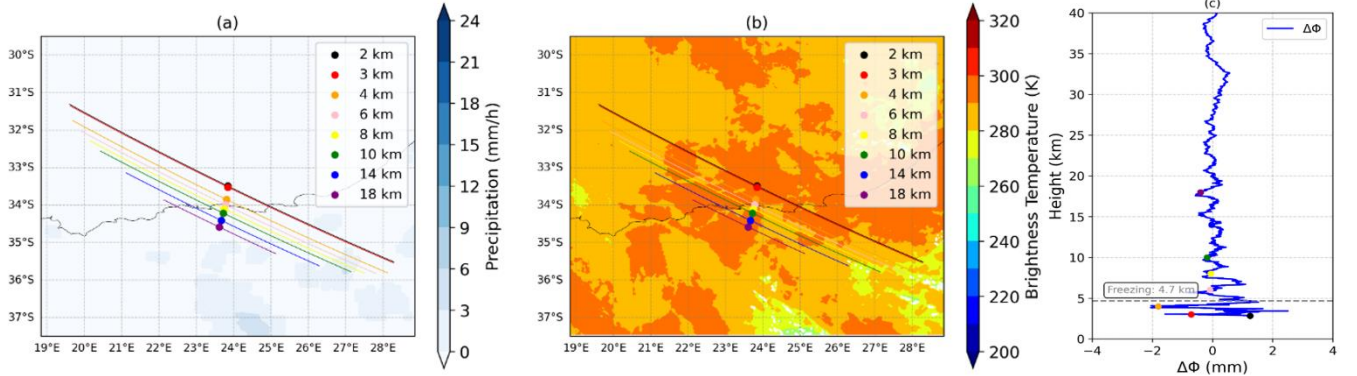 (a)
30°S
31°S
32°S
33°S
34°S
35°S
36°S
37°S
19°E 20°E 21°E 22°E 23°E 24°E 25°E 26°E 27°E 28°E
2 km
3 km
4 km
6 km
8 km
10 km
14 km
18 km
24
21
18
15
12
9
6
3
0
Precipitation (mm/h)
(b)
30°S
31°S
32°S
33°S
34°S
35°S
36°S
37°S
19°E 20°E 21°E 22°E 23°E 24°E 25°E 26°E 27°E 28°E
2 km
3 km
4 km
6 km
8 km
10 km
14 km
18 km
320
300
280
260
240
220
200
Brightness Temperature (K)
(c)
40
35
30
25
20
15
10
5
0
Height (km)
ΔΦ
Freezing: 4.7 km
−4 −2 0 2 4
ΔΦ (mm)